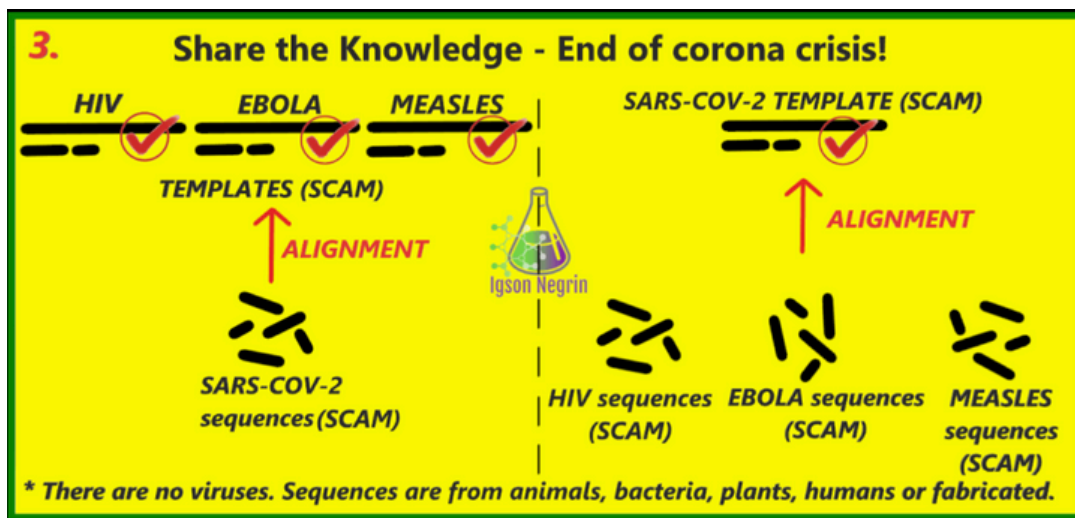 3.
Share the Knowledge - End of corona crisis!
HIV
EBOLA
MEASLES
TEMPLATES (SCAM)
ALIGNMENT
SARS-COV-2
sequences(SCAM)
Igson Negrin
SARS-COV-2 TEMPLATE (SCAM)
ALIGNMENT
HIV sequences
(SCAM)
EBOLA sequences
(SCAM)
MEASLES
sequences
(SCAM)
* There are no viruses. Sequences are from animals, bacteria, plants, humans or fabricated.